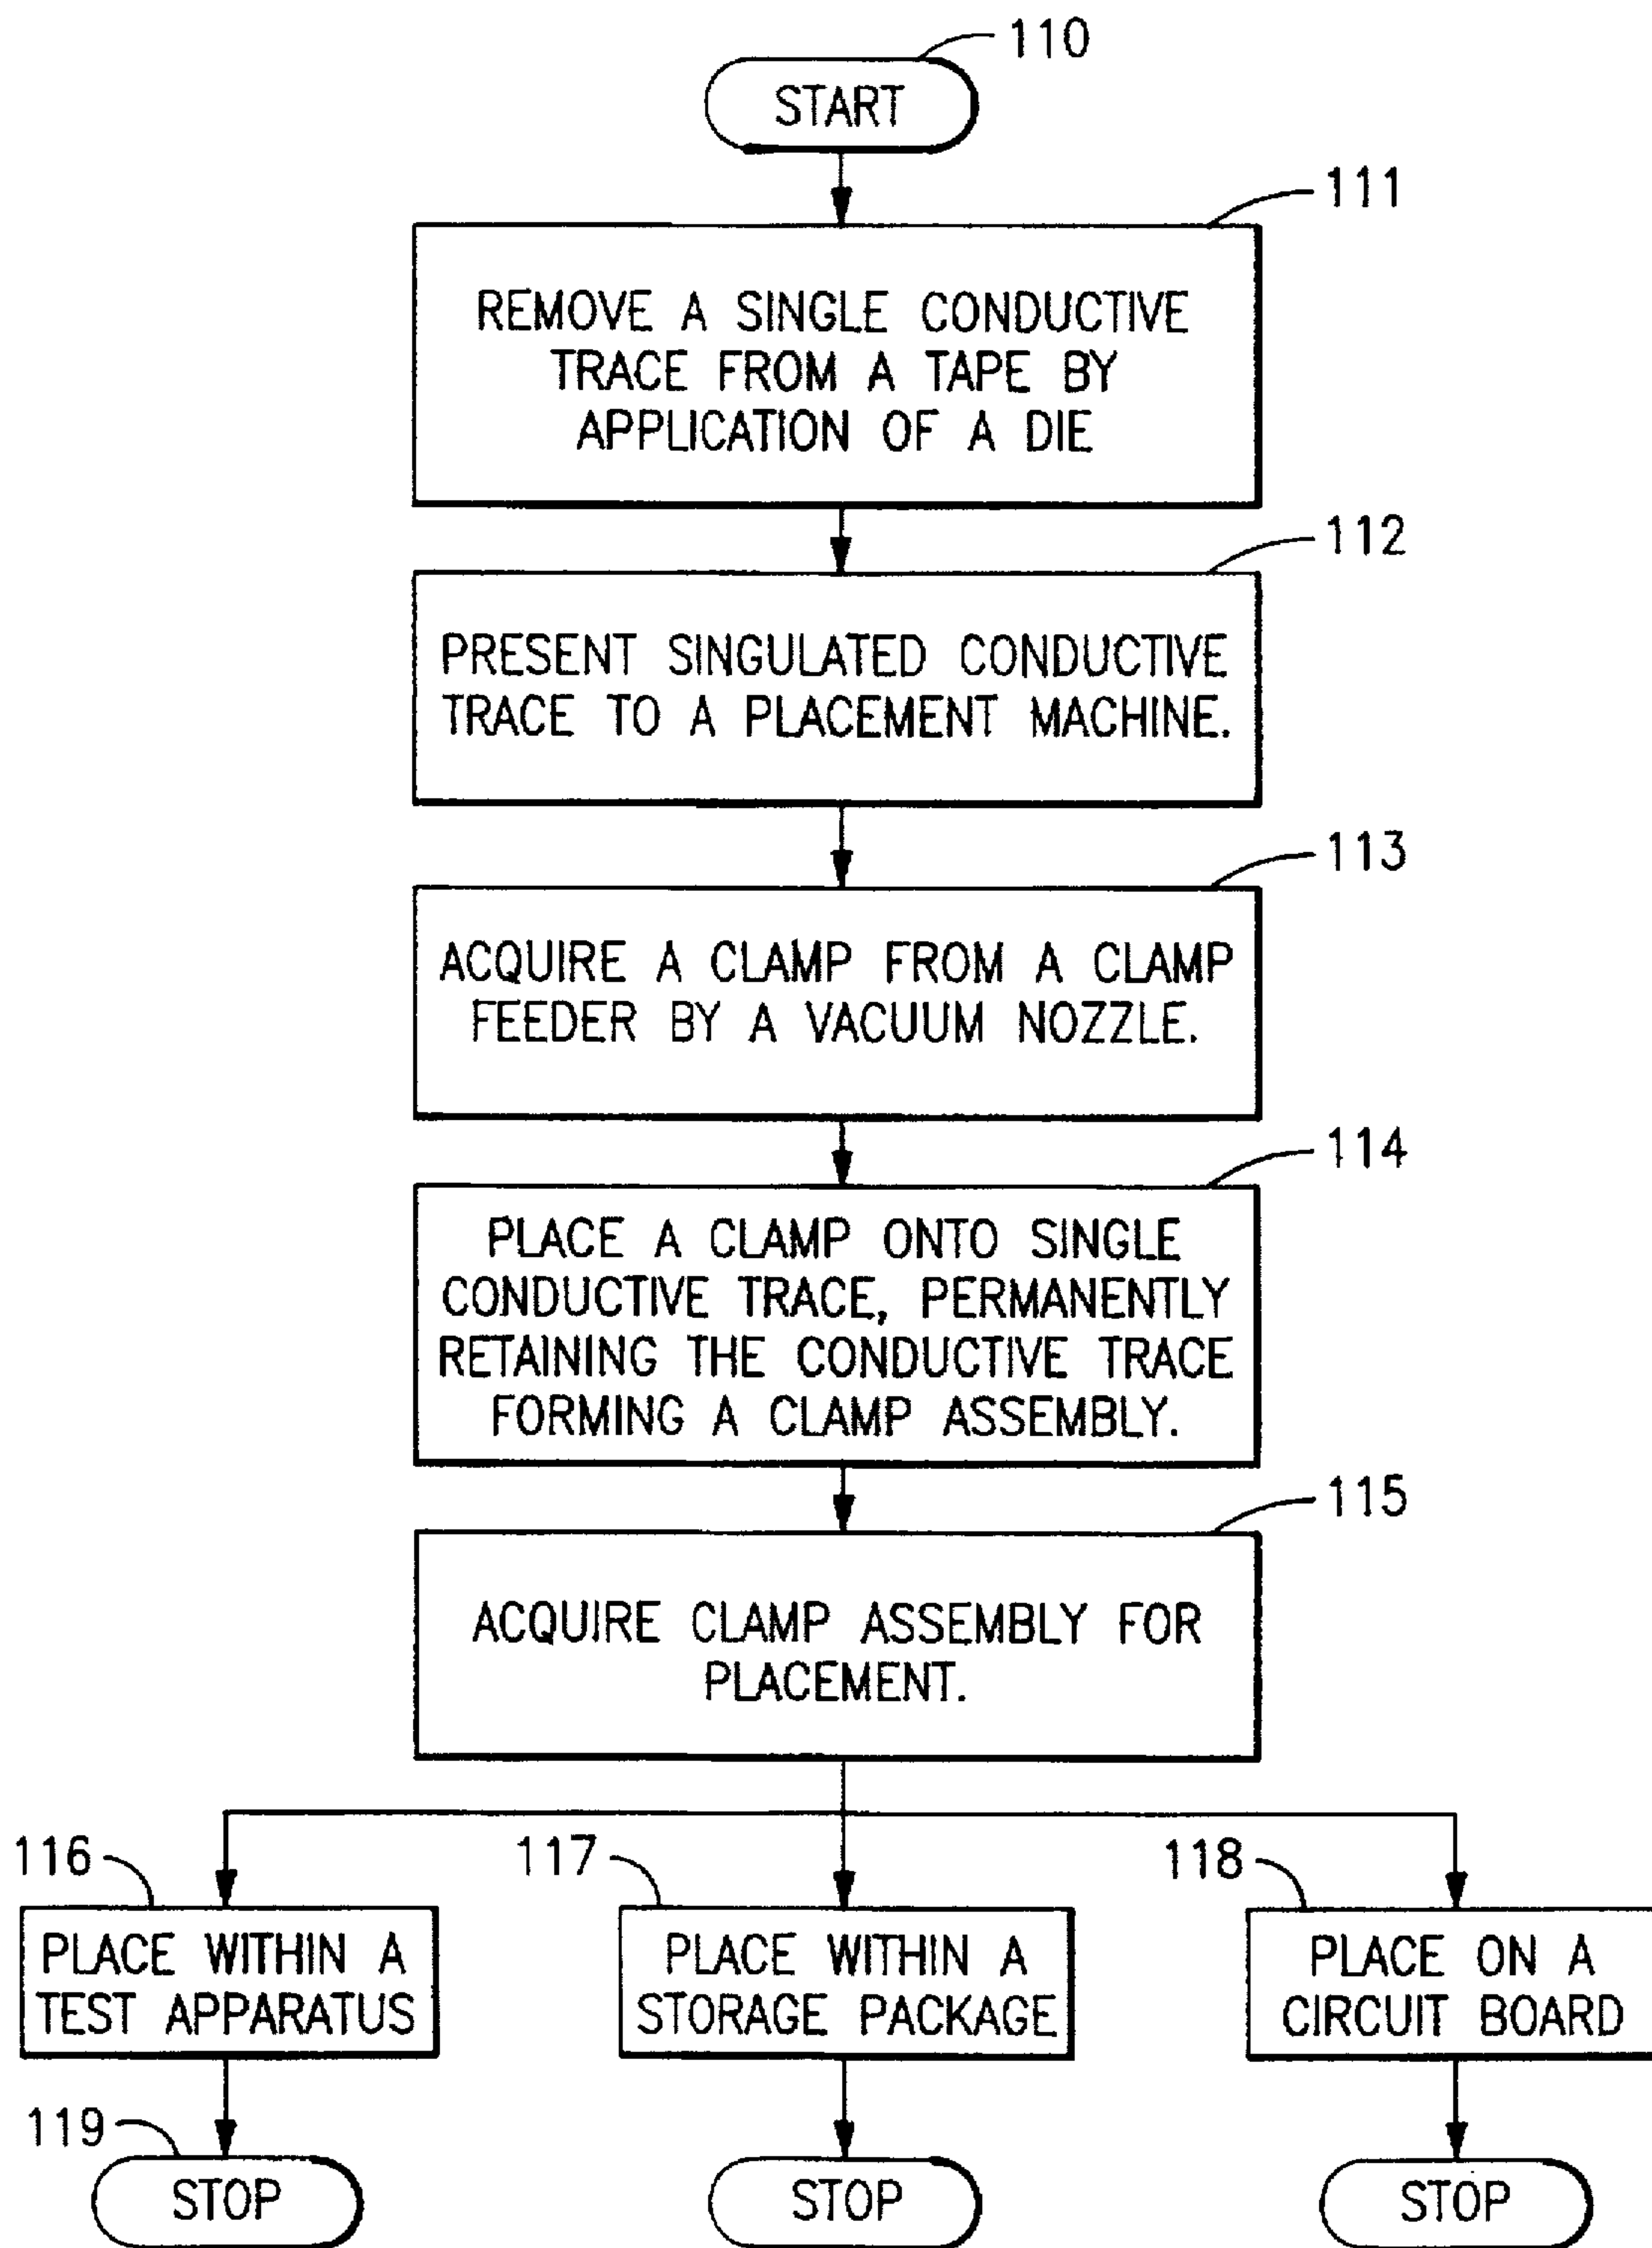 110
START
111
REMOVE A SINGLE CONDUCTIVE
TRACE FROM A TAPE BY
APPLICATION OF A DIE
112
PRESENT SINGULATED CONDUCTIVE
TRACE TO A PLACEMENT MACHINE.
113
ACQUIRE A CLAMP FROM A CLAMP
FEEDER BY A VACUUM NOZZLE.
114
PLACE A CLAMP ONTO SINGLE
CONDUCTIVE TRACE, PERMANENTLY
RETAINING THE CONDUCTIVE TRACE
FORMING A CLAMP ASSEMBLY.
115
ACQUIRE CLAMP ASSEMBLY FOR
PLACEMENT.
116
PLACE WITHIN A
TEST APPARATUS
117
PLACE WITHIN A
STORAGE PACKAGE
118
PLACE ON A
CIRCUIT BOARD
119
STOP
STOP
STOP